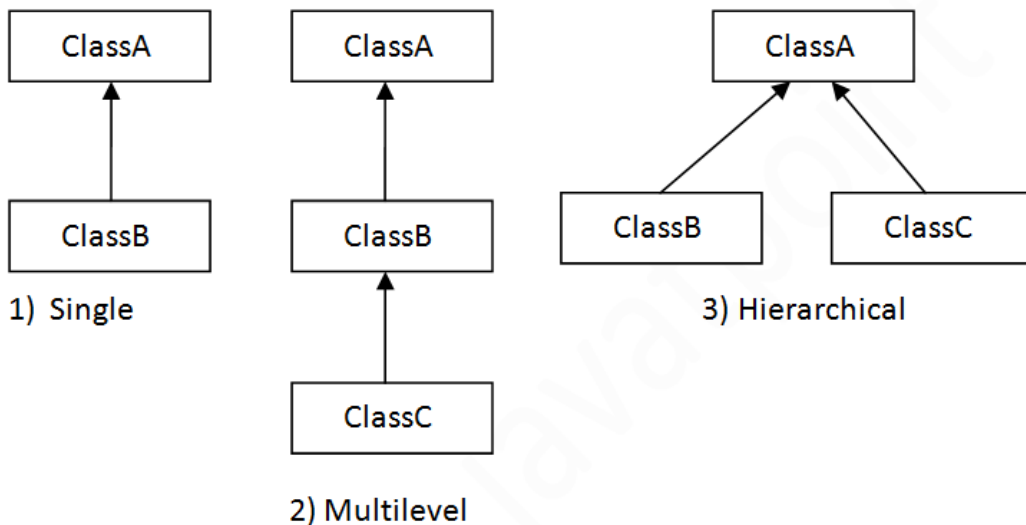 ClassA
ClassB
1) Single
ClassA
ClassB
ClassC
2) Multilevel
ClassA
ClassB
ClassC
3) Hierarchical